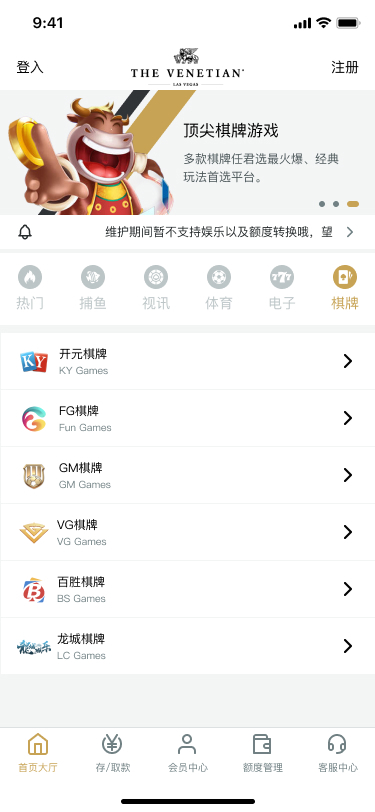 9:41
登入
THE VENETIAN
LAS VEGAS
注册
顶尖棋牌游戏
多款棋牌任君选最火爆、经典
玩法首选平台。
维护期间暂不支持娱乐以及额度转换哦，望
777
热门 捕鱼 视讯 体育 电子 棋牌
KY
开元棋牌
KY Games
FG棋牌
Fun Games
GM棋牌
GM Games
VG棋牌
VG Games
B
百胜棋牌
BS Games
龙城棋牌
LC Games
首页大厅 存/取款 会员中心 额度管理 客服中心